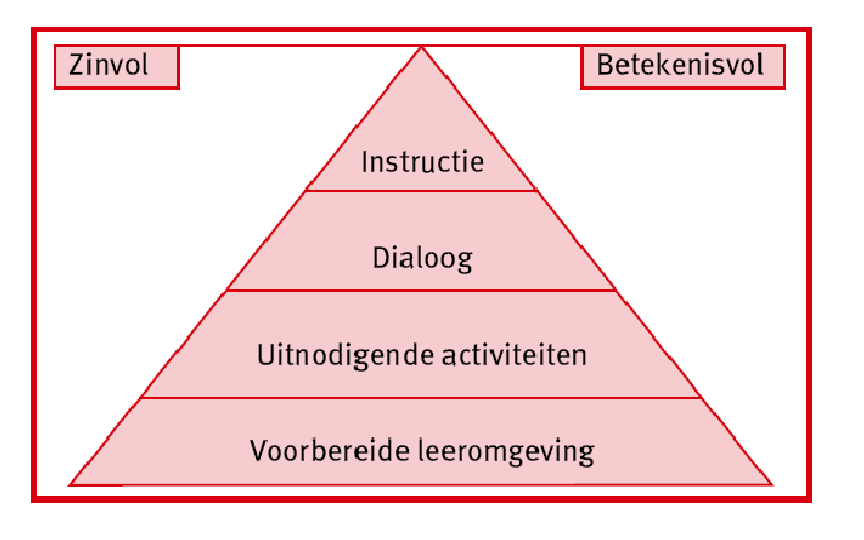 Zinvol
Betekenisvol
Instructie
Dialoog
Uitnodigende activiteiten
Voorbereide leeromgeving